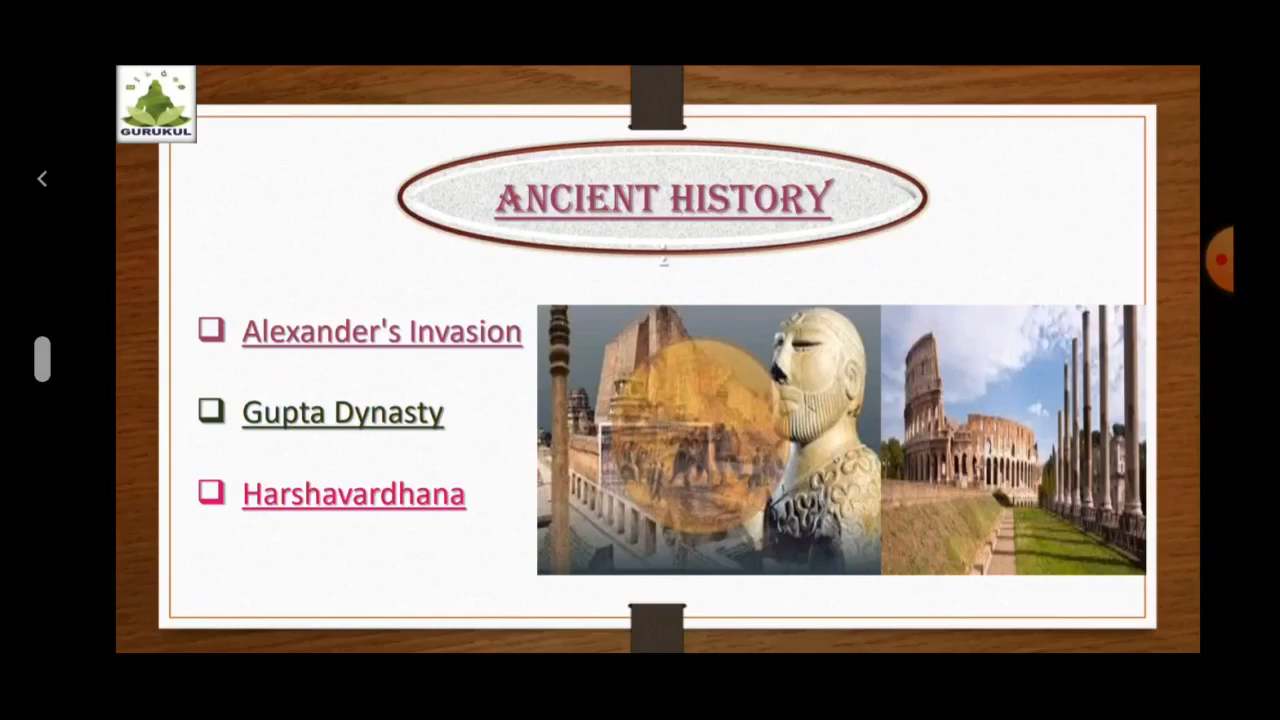 GURUKUL
ANCIENT HISTORY
Alexander's Invasion
Gupta Dynasty
Harshavardhana